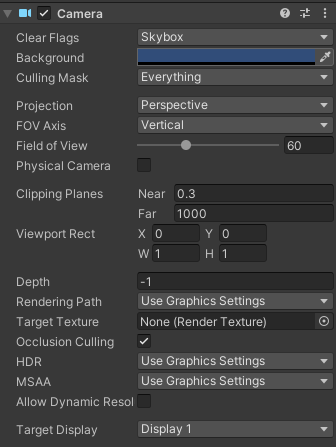 Camera
Clear Flags Skybox
Background
Culling Mask Everything
Projection Perspective
FOV Axis Vertical
Field of View 60
Physical Camera
Clipping Planes Near 0.3
Far 1000
Viewport Rect X 0 Y 0
W 1 H 1
Depth -1
Rendering Path Use Graphics Settings
Target Texture None (Render Texture)
Occlusion Culling
HDR Use Graphics Settings
MSAA Use Graphics Settings
Allow Dynamic Resol
Target Display Display 1